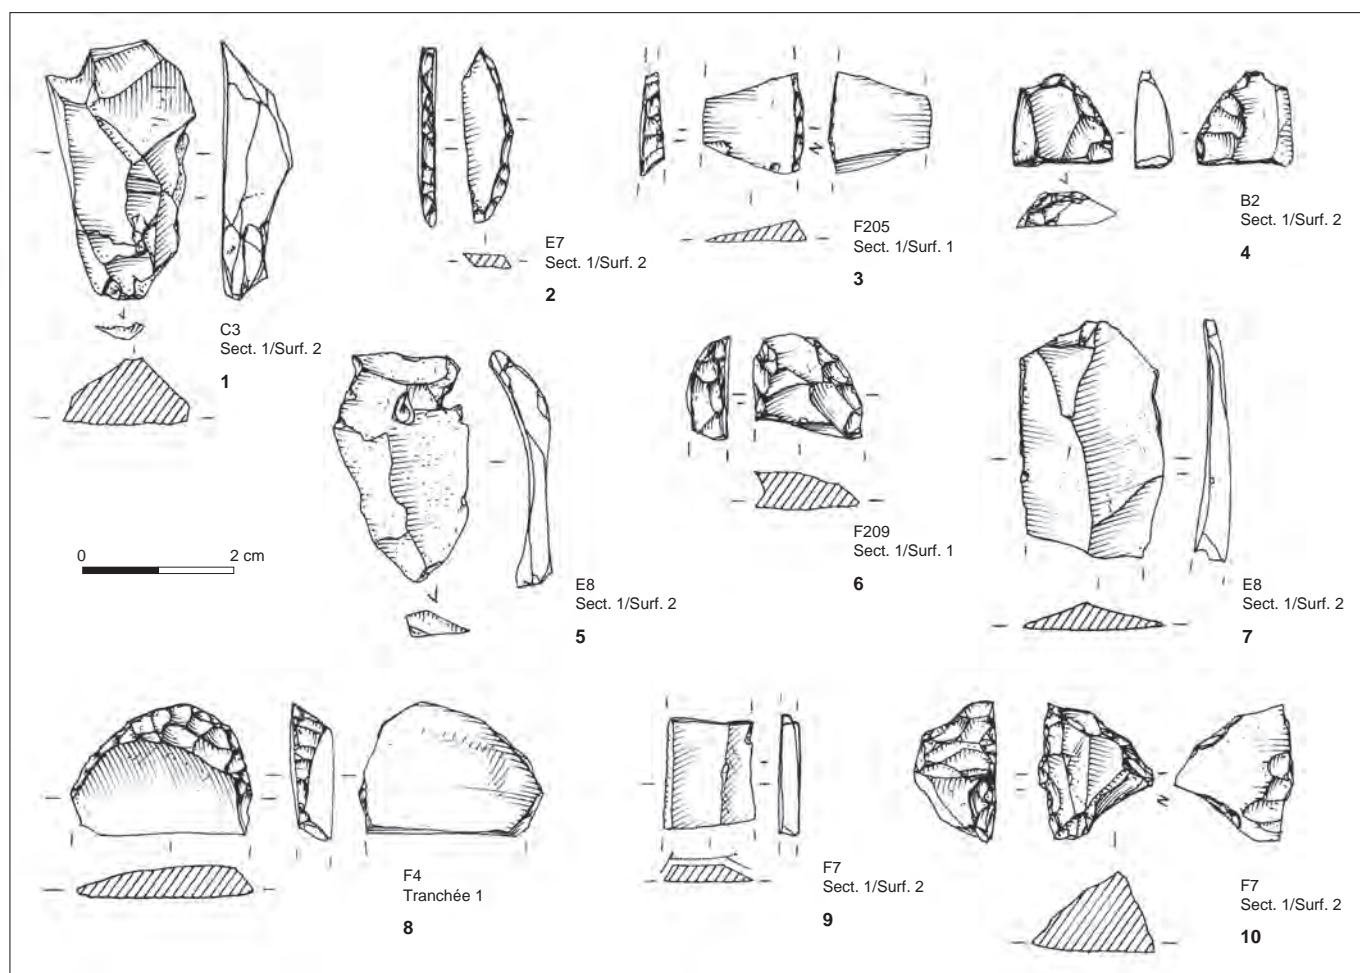 C3
Sect. 1/Surf. 2
1
E7
Sect. 1/Surf. 2
2
F205
Sect. 1/Surf. 1
3
B2
Sect. 1/Surf. 2
4
0 2 cm
E8
Sect. 1/Surf. 2
5
F209
Sect. 1/Surf. 1
6
E8
Sect. 1/Surf. 2
7
F4
Tranchée 1
8
F7
Sect. 1/Surf. 2
9
F7
Sect. 1/Surf. 2
10